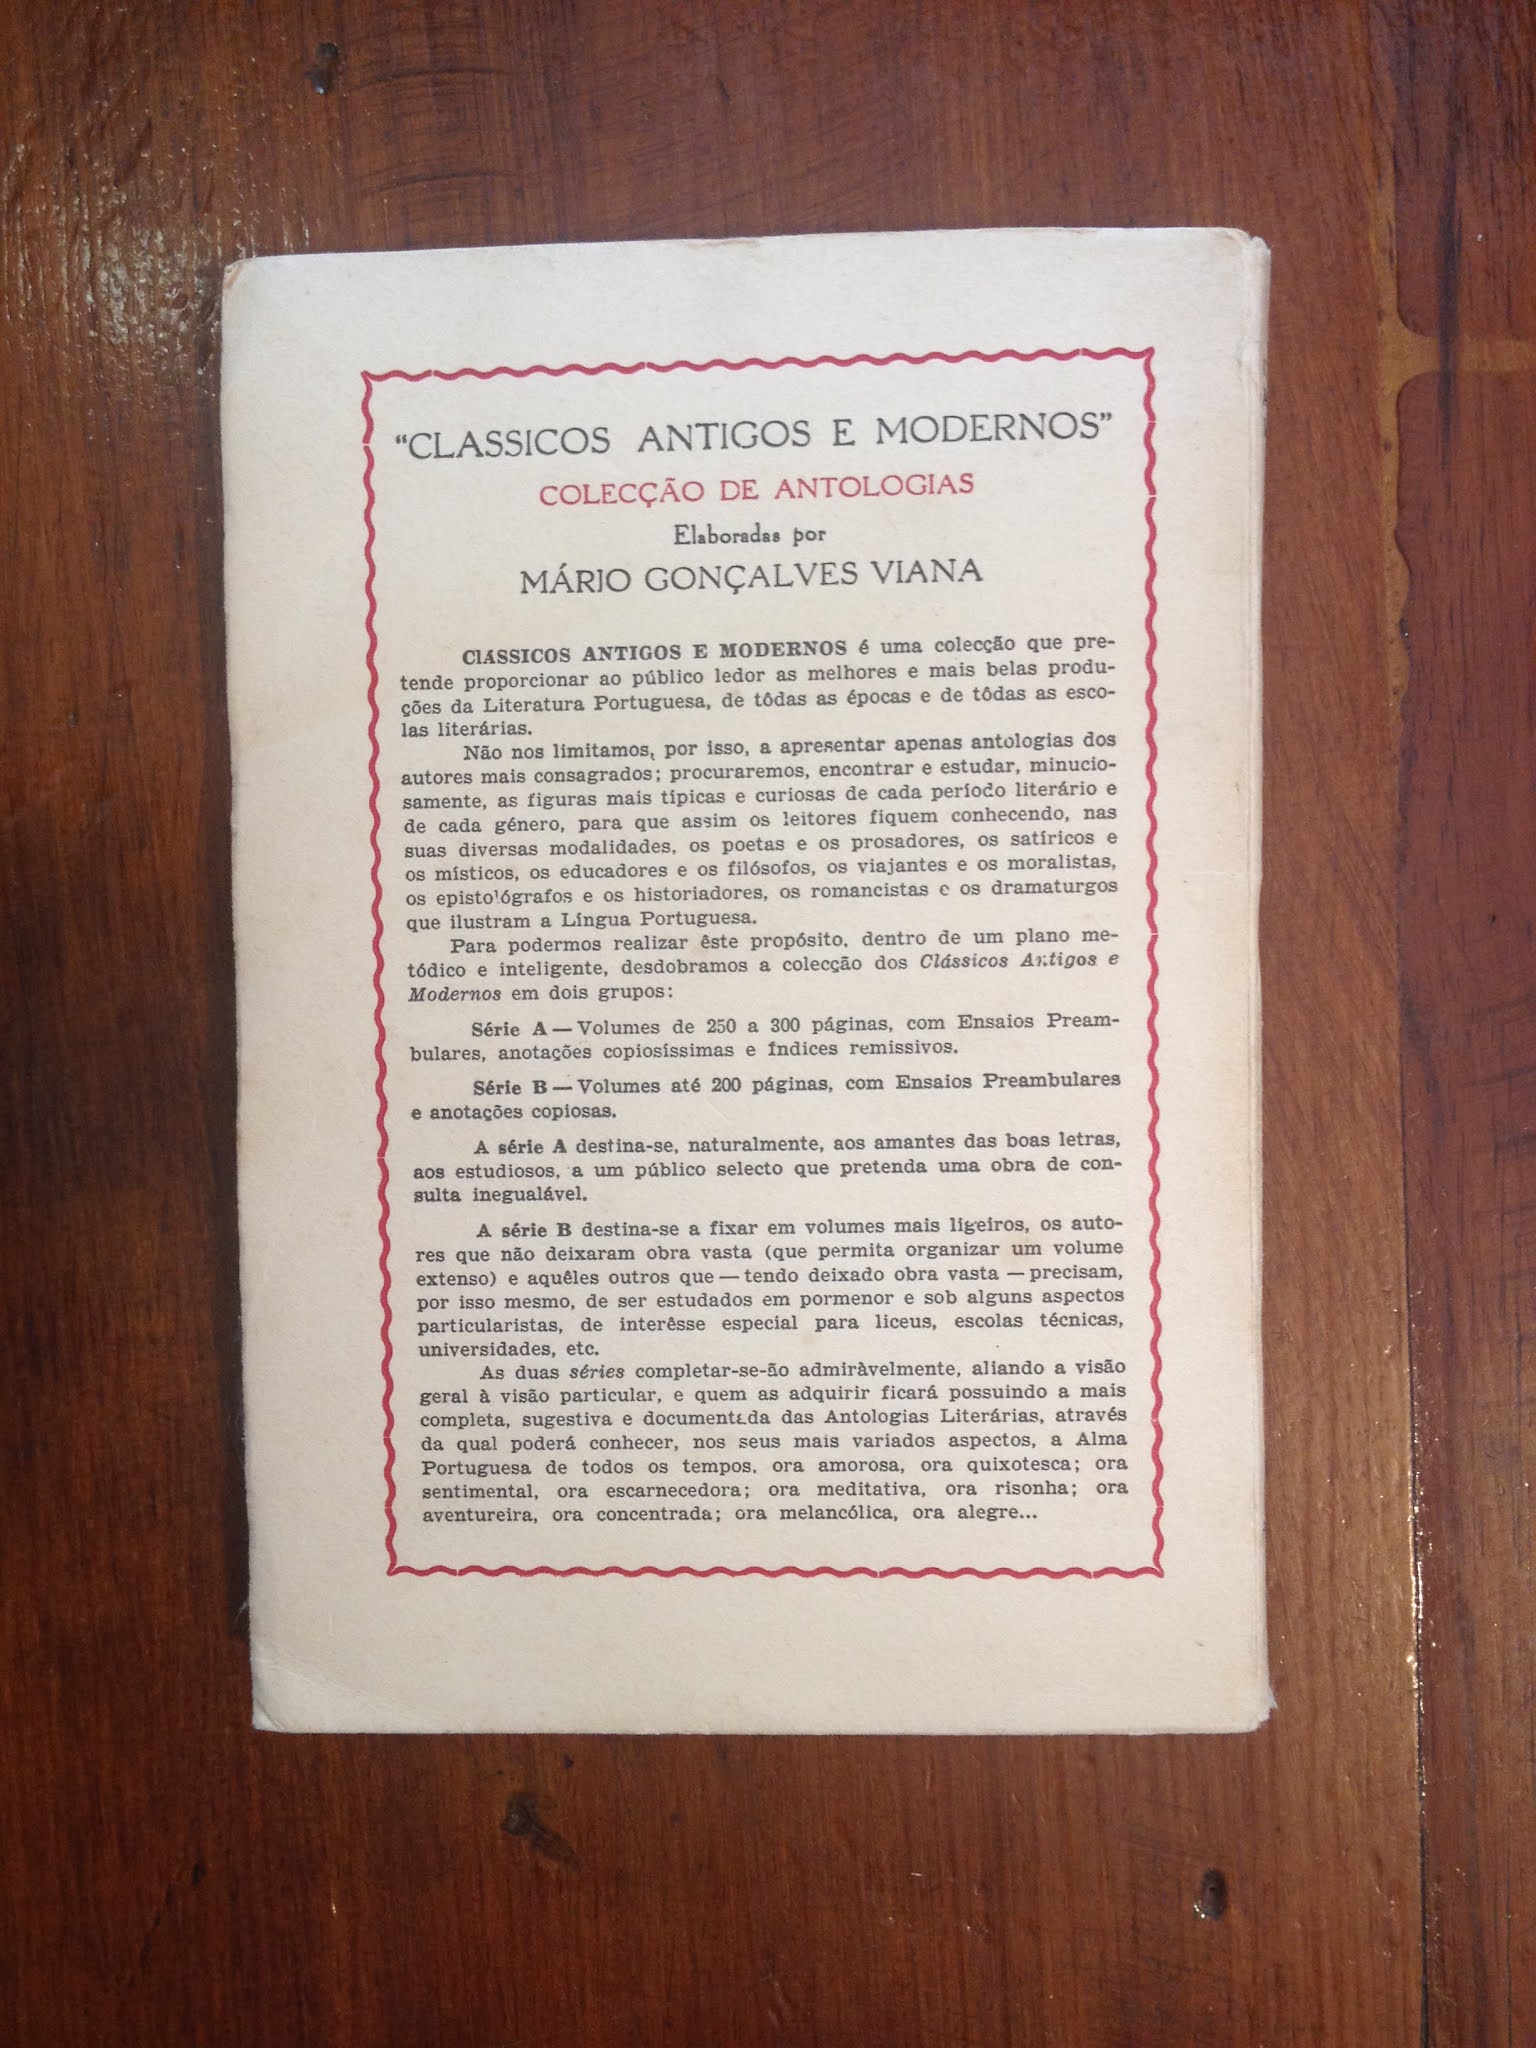 "CLASSICOS ANTIGOS E MODERNOS"
COLECÇÃO DE ANTOLOGIAS
Elaboradas por
MÁRIO GONÇALVES VIANA
CLÁSSICOS ANTIGOS E MODERNOS é uma colecção que pre-
tende proporcionar ao público ledor as melhores e mais belas produ-
ções da Literatura Portuguesa, de tôdas as épocas e de tôdas as esco-
las literárias.
Não nos limitamos, por isso, a apresentar apenas antologias dos
autores mais consagrados; procuraremos, encontrar e estudar, minucio-
samente, as figuras mais típicas e curiosas de cada período literário e
de cada género, para que assim os leitores fiquem conhecendo, nas
suas diversas modalidades, os poetas e os prosadores, os satíricos e
os místicos, os educadores e os filósofos, os viajantes e os moralistas,
os epistológrafos e os historiadores, os romancistas e os dramaturgos
que ilustram a Língua Portuguesa.
Para podermos realizar êste propósito, dentro de um plano me-
tódico e inteligente, desdobramos a colecção dos Clássicos Antigos e
Modernos em dois grupos:
Série A — Volumes de 250 a 300 páginas, com Ensaios Pream-
bulares, anotações copiosíssimas e Índices remissivos.
Série B — Volumes até 200 páginas, com Ensaios Preambulares
e anotações copiosas.
A série A destina-se, naturalmente, aos amantes das boas letras,
aos estudiosos, a um público selecto que pretenda uma obra de con-
sulta inegualável.
A série B destina-se a fixar em volumes mais ligeiros, os auto-
res que não deixaram obra vasta (que permita organizar um volume
extenso) e aquêles outros que — tendo deixado obra vasta — precisam,
por isso mesmo, de ser estudados em pormenor e sob alguns aspectos
particularistas, de interêsse especial para liceus, escolas técnicas,
universidades, etc.
As duas séries completar-se-ão admiràvelmente, aliando a visão
geral à visão particular, e quem as adquirir ficará possuindo a mais
completa, sugestiva e documentada das Antologias Literárias, através
da qual poderá conhecer, nos seus mais variados aspectos, a Alma
Portuguesa de todos os tempos, ora amorosa, ora quixotesca; ora
sentimental, ora escarnecedora; ora meditativa, ora risonha; ora
aventureira, ora concentrada; ora melancólica, ora alegre...